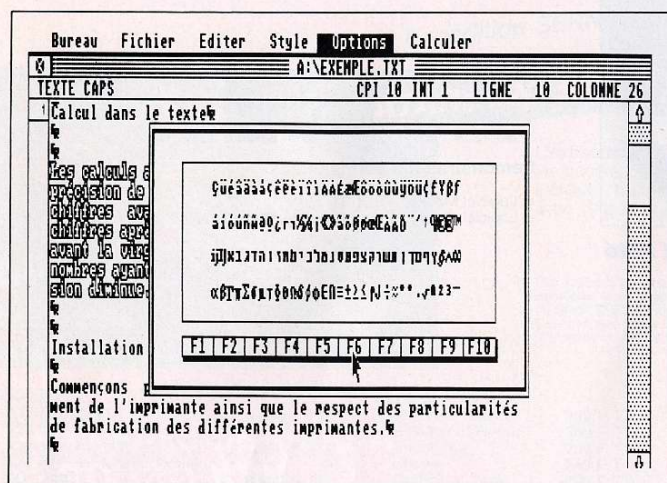 Bureau Fichier Editer Style Options Calculer
A:\EXEMPLE.TXT
TEXTE CAPS CPI 10 INT 1 LIGNE 10 COLONNE 26
1 Calcul dans le texte
Les calculs a
précision de
chiffres ava
chiffres apré
avant la virg
nombres ayant
sion diminue.
F1 F2 F3 F4 F5 F6 F7 F8 F9 F10
Installation
Commençons
ment de l'imprimante ainsi que le respect des particularités
de fabrication des différentes imprimantes.